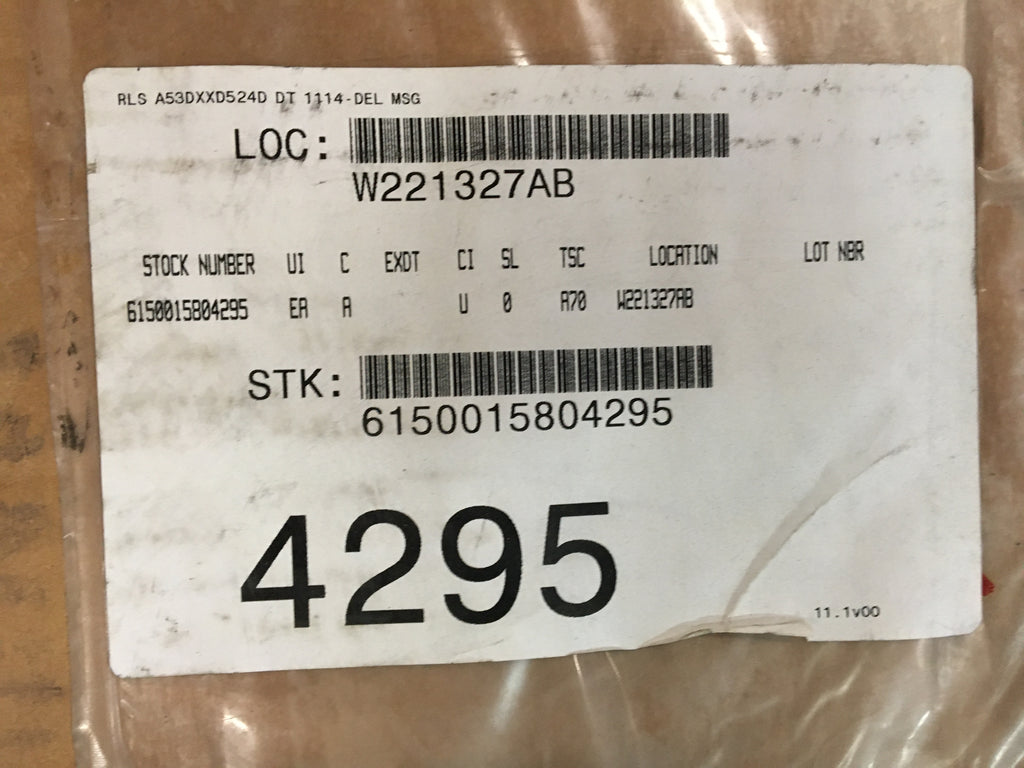 RLS A53DXXD524D DT 1114-DEL MSG
LOC:
W221327AB
STOCK NUMBER UI C EXDT CI SL TSC LOCATION LOT NBR
6150015804295 EA A U 0 A70 W221327AB
STK:
6150015804295
4295
11.1v00